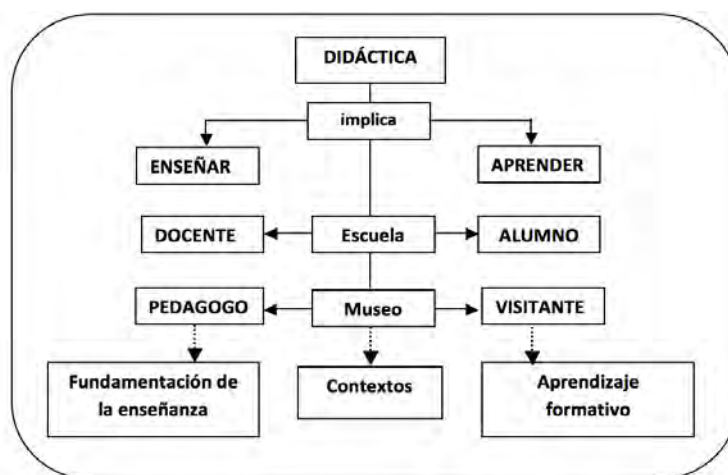 DIDÁCTICA
implica
ENSEÑAR
APRENDER
DOCENTE
Escuela
ALUMNO
PEDAGOGO
Museo
VISITANTE
Fundamentación de
la enseñanza
Contextos
Aprendizaje
formativo